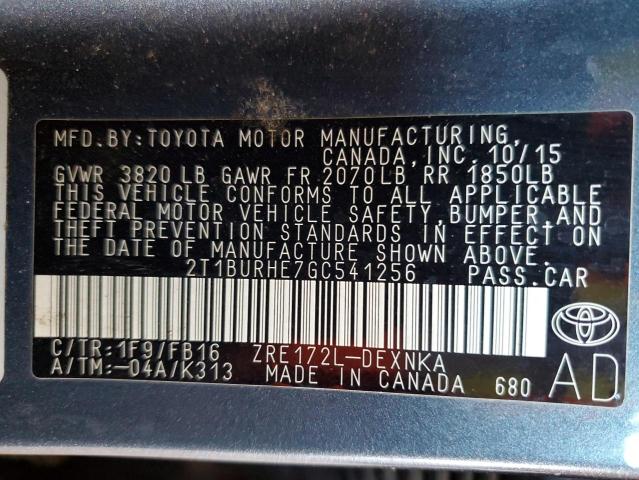 MFD. BY: TOYOTA MOTOR MANUFACTURING,
CANADA, INC. 10/15
GVWR 3820 LB GAWR FR 2070LB, RR 1850LB
THIS VEHICLE CONFORMS TO ALL APPLICABLE
FEDERAL MOTOR VEHICLE SAFETY, BUMPER, AND
THEFT PREVENTION STANDARDS IN EFFECT ON
THE DATE OF MANUFACTURE SHOWN ABOVE.
2T1BURHE7GC541256 PASS. CAR
C/TR: 1F9/FB16 ZRE172L-DEXNKA
A/TM: -04A/K313 MADE IN CANADA 680 AD